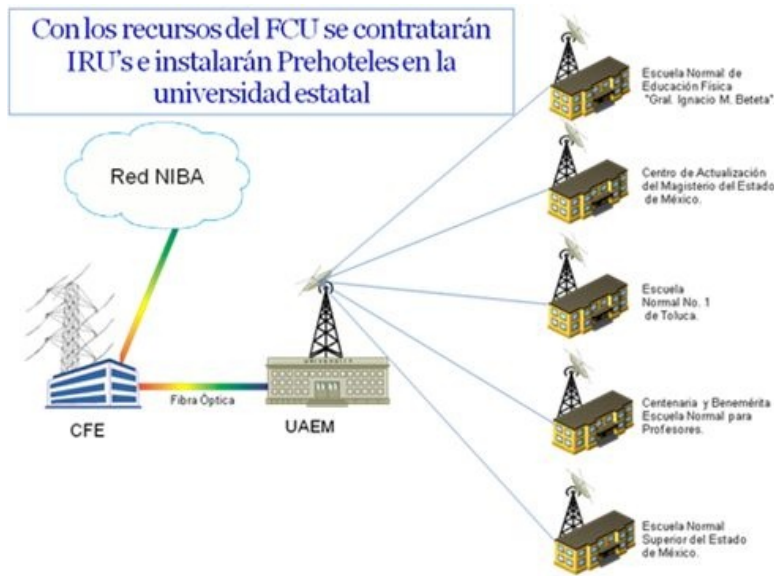 Con los recursos del FCU se contratarán
IRU's e instalarán Prehoteles en la
universidad estatal
Red NIBA
CFE
Fibra Óptica
UAEM
Escuela Normal de
Educación Física
"Gral. Ignacio M. Beteta"
Centro de Actualización
del Magisterio del Estado
de México.
Escuela
Normal No. 1
de Toluca.
Centenaria y Benemérita
Escuela Normal para
Profesores.
Escuela Normal
Superior del Estado
de México.